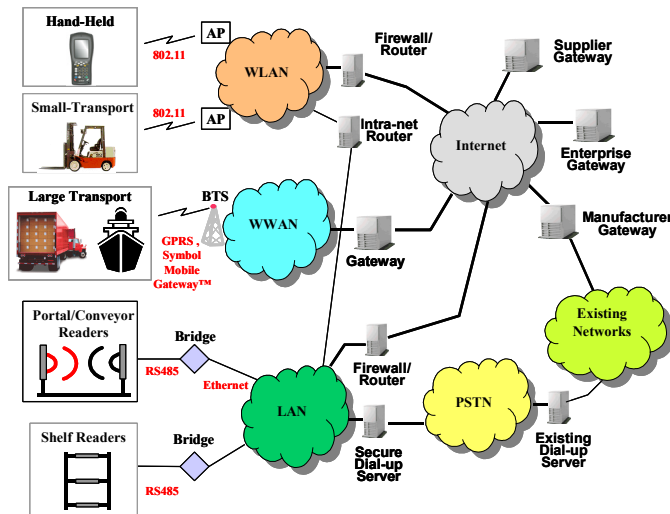 Hand-Held
802.11
AP
WLAN
Firewall/
Router
Supplier
Gateway
Small-Transport
802.11
AP
Intra-net
Router
Internet
Enterprise
Gateway
Large Transport
BTS
GPRS ,
Symbol
Mobile
Gateway™
WWAN
Gateway
Manufacturer
Gateway
Portal/Conveyor
Readers
RS485
Bridge
Ethernet
Firewall/
Router
Existing
Networks
LAN
PSTN
Shelf Readers
RS485
Bridge
Secure
Dial-up
Server
Existing
Dial-up
Server